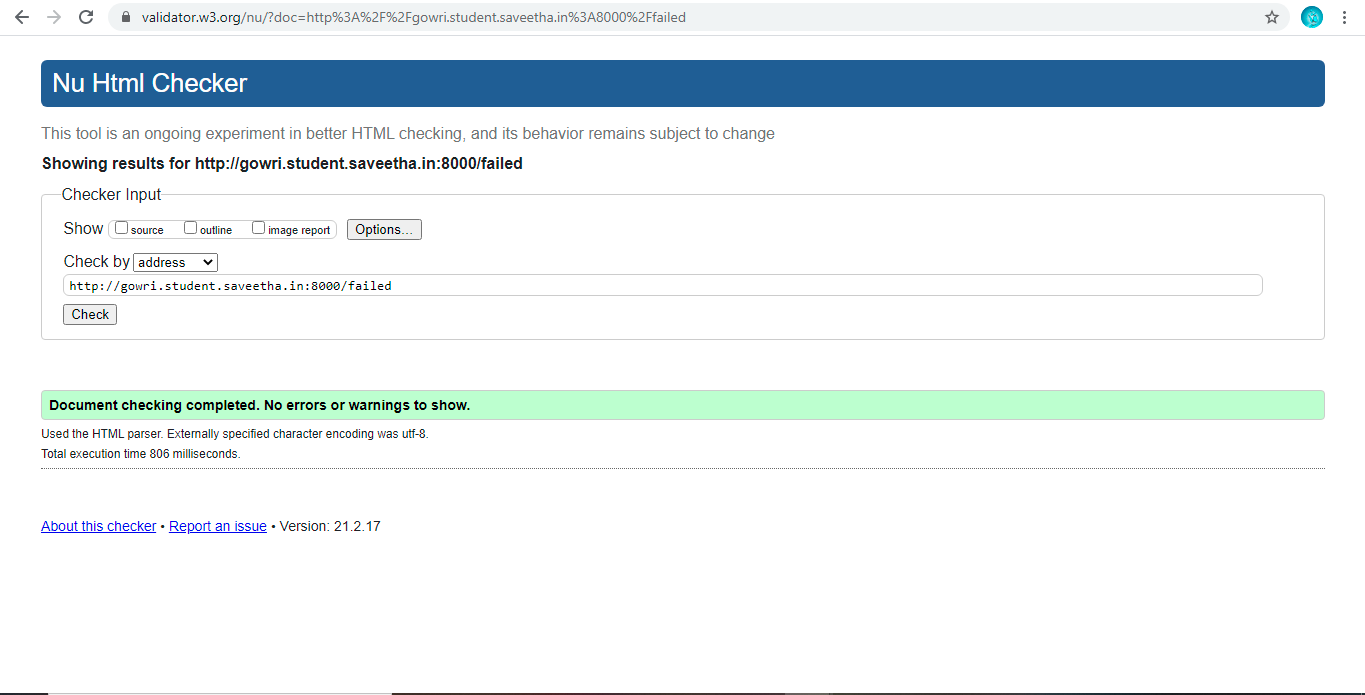 validator.w3.org/nu/?doc=http%3A%2F%2Fgowri.student.saveetha.in%3A8000%2Ffailed
Nu Html Checker
This tool is an ongoing experiment in better HTML checking, and its behavior remains subject to change
Showing results for http://gowri.student.saveetha.in:8000/failed
Checker Input
Show source outline image report Options...
Check by address
http://gowri.student.saveetha.in:8000/failed
Check
Document checking completed. No errors or warnings to show.
Used the HTML parser. Externally specified character encoding was utf-8.
Total execution time 806 milliseconds.
About this checker • Report an issue • Version: 21.2.17